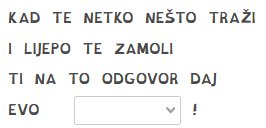 KAD TE NETKO NEŠTO TRAŽI
I LIJEPO TE ZAMOLI
TI NA TO ODGOVOR DAJ
EVO !